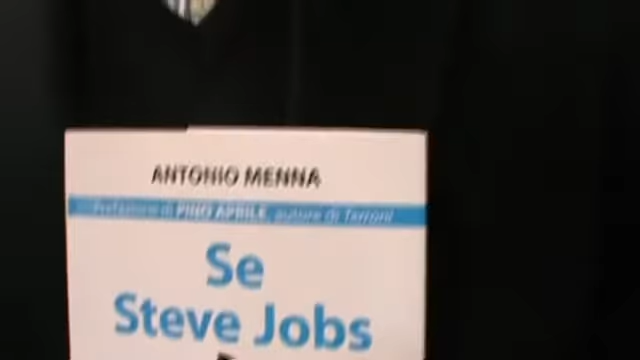 ANTONIO MENNA
Prefazione di PINO APRILE, autore di Terroni
Se
Steve Jobs